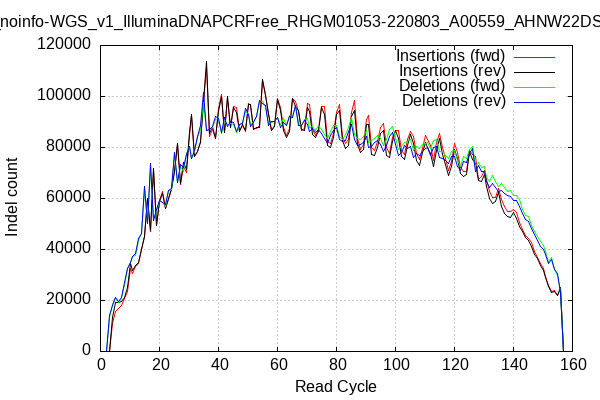 _noinfo-WGS_v1_IlluminaDNAPCRFree_RHGM01053-220803_A00559_AHNW22DS
Insertions (fwd)
Insertions (rev)
Deletions (fwd)
Deletions (rev)
120000
100000
80000
60000
40000
20000
0
Indel count
0 20 40 60 80 100 120 140 160
Read Cycle